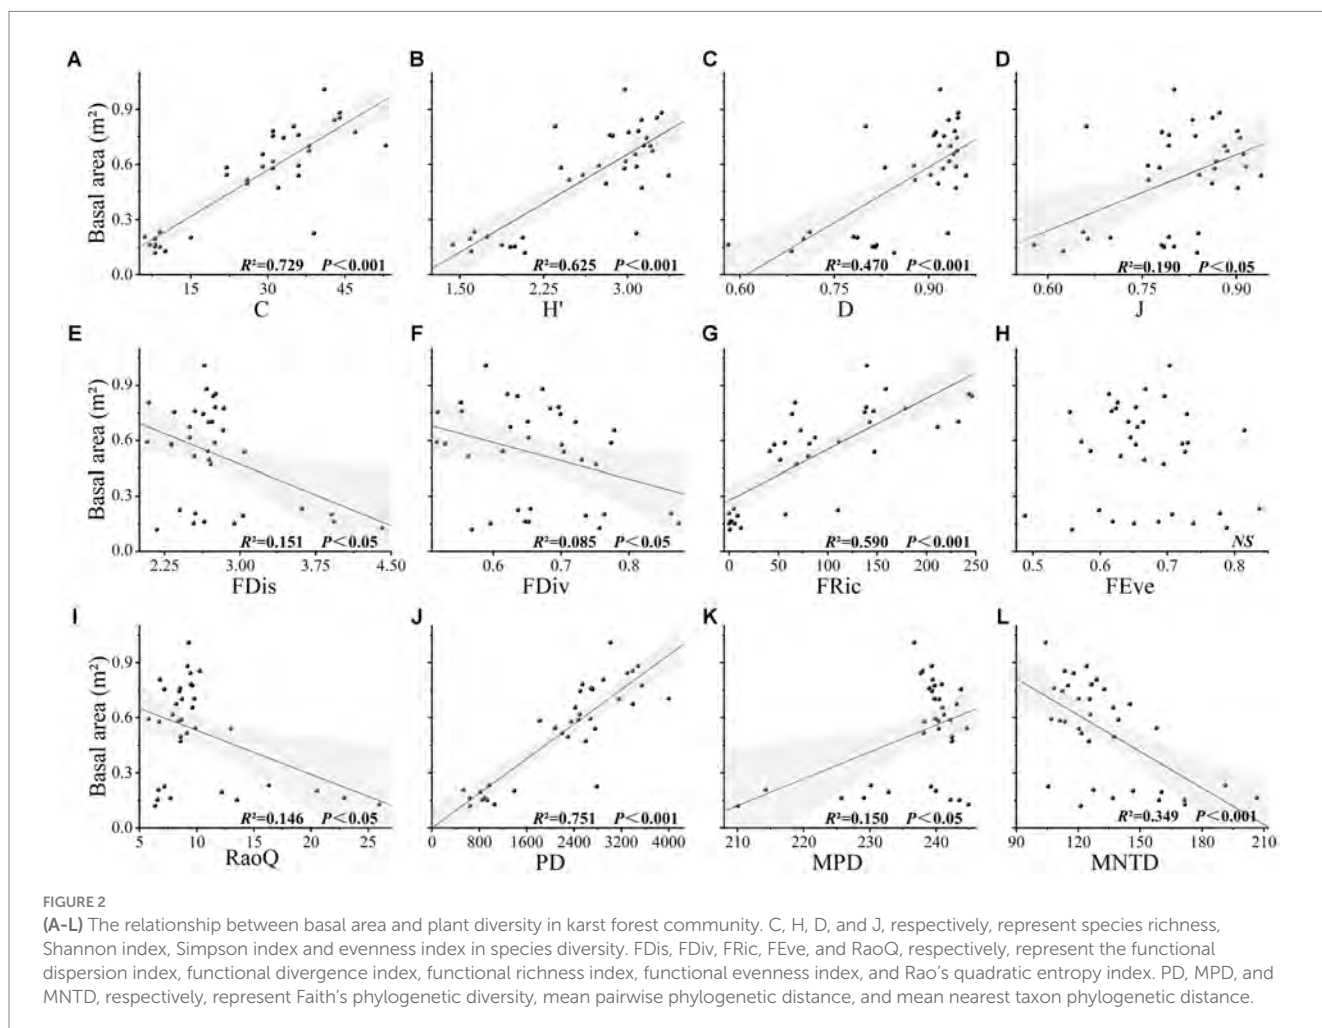 A B C D
Basal area (m²)
0.9
0.6
0.3
0.0
R²=0.729 P<0.001
R²=0.625 P<0.001
R²=0.470 P<0.001
R²=0.190 P<0.05
15 30 45
1.50 2.25 3.00
0.60 0.75 0.90
0.60 0.75 0.90
C H' D J
E F G H
Basal area (m²)
0.9
0.6
0.3
0.0
R²=0.151 P<0.05
R²=0.085 P<0.05
R²=0.590 P<0.001
NS
2.25 3.00 3.75 4.50
0.6 0.7 0.8
0 50 100 150 200 250
0.5 0.6 0.7 0.8
FDis FDiv FRic FEve
I J K L
Basal area (m²)
0.9
0.6
0.3
0.0
R²=0.146 P<0.05
R²=0.751 P<0.001
R²=0.150 P<0.05
R²=0.349 P<0.001
5 10 15 20 25
0 800 1600 2400 3200 4000
210 220 230 240
90 120 150 180 210
RaoQ PD MPD MNTD
FIGURE 2
(A-L) The relationship between basal area and plant diversity in karst forest community. C, H, D, and J, respectively, represent species richness,
Shannon index, Simpson index and evenness index in species diversity. FDis, FDiv, FRic, FEve, and RaoQ, respectively, represent the functional
dispersion index, functional divergence index, functional richness index, functional evenness index, and Rao's quadratic entropy index. PD, MPD, and
MNTD, respectively, represent Faith's phylogenetic diversity, mean pairwise phylogenetic distance, and mean nearest taxon phylogenetic distance.